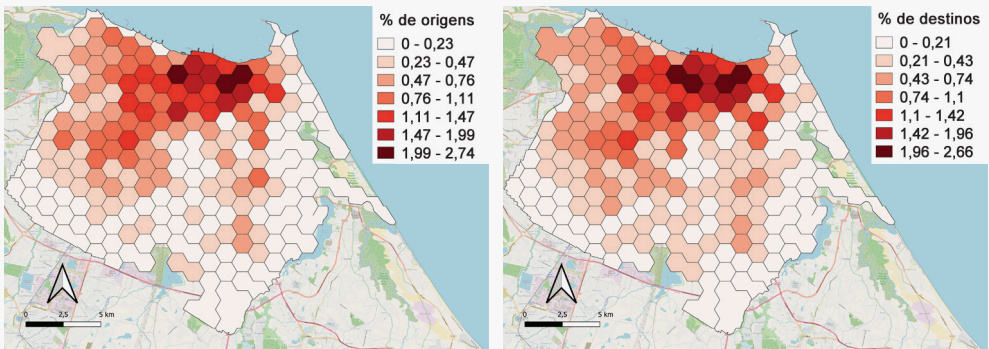 % de origens
0 - 0,23
0,23 - 0,47
0,47 - 0,76
0,76 - 1,11
1,11 - 1,47
1,47 - 1,99
1,99 - 2,74
0 2,5 5 km
% de destinos
0 - 0,21
0,21 - 0,43
0,43 - 0,74
0,74 - 1,1
1,1 - 1,42
1,42 - 1,96
1,96 - 2,66
0 2,5 5 km